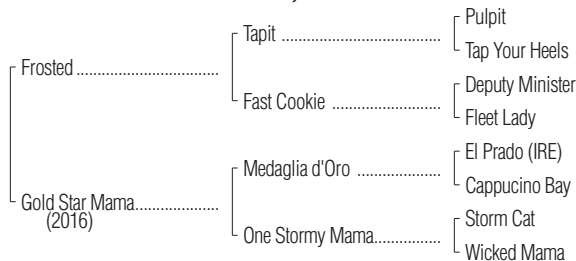 Pulpit
Tapit ..............................
Tap Your Heels
Frosted ..............................
Deputy Minister
Fast Cookie ......................
Fleet Lady
El Prado (IRE)
Medaglia d'Oro .................
Cappucino Bay
Gold Star Mama..................
(2016)
Storm Cat
One Stormy Mama..............
Wicked Mama